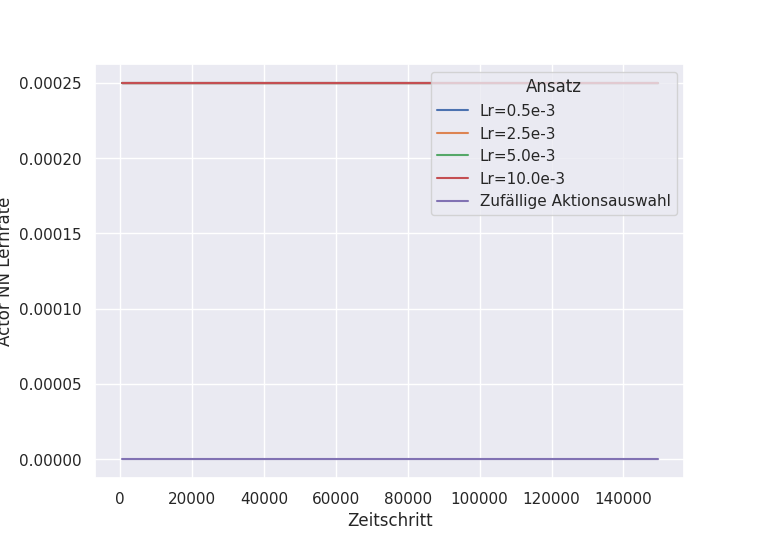 0.00025
0.00020
0.00015
0.00010
0.00005
0.00000
Actor NN Lernrate
Ansatz
Lr=0.5e-3
Lr=2.5e-3
Lr=5.0e-3
Lr=10.0e-3
Zufällige Aktionsauswahl
0 20000 40000 60000 80000 100000 120000 140000
Zeitschritt